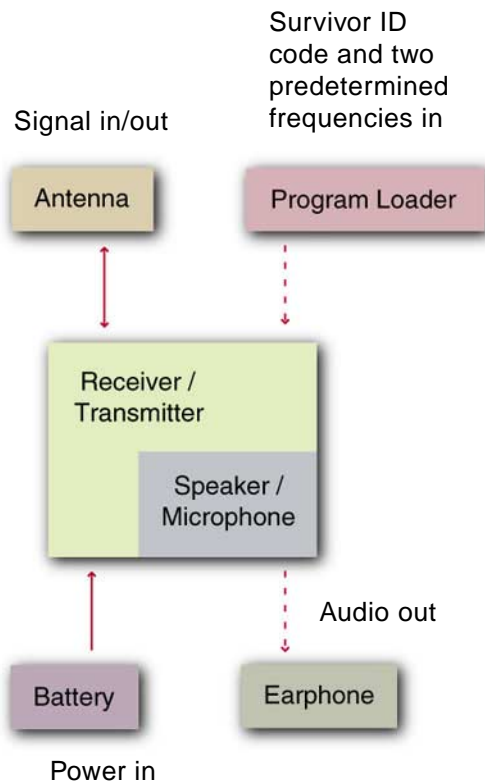 Survivor ID
code and two
predetermined
frequencies in
Signal in/out
Antenna
Program Loader
Receiver /
Transmitter
Speaker /
Microphone
Audio out
Battery
Earphone
Power in